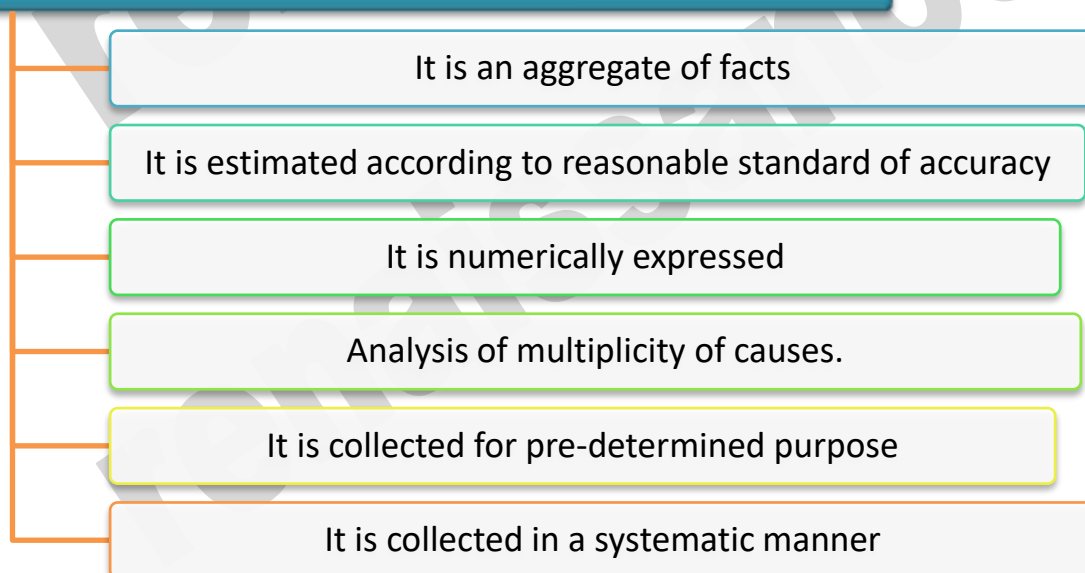 It is an aggregate of facts
It is estimated according to reasonable standard of accuracy
It is numerically expressed
Analysis of multiplicity of causes.
It is collected for pre-determined purpose
It is collected in a systematic manner